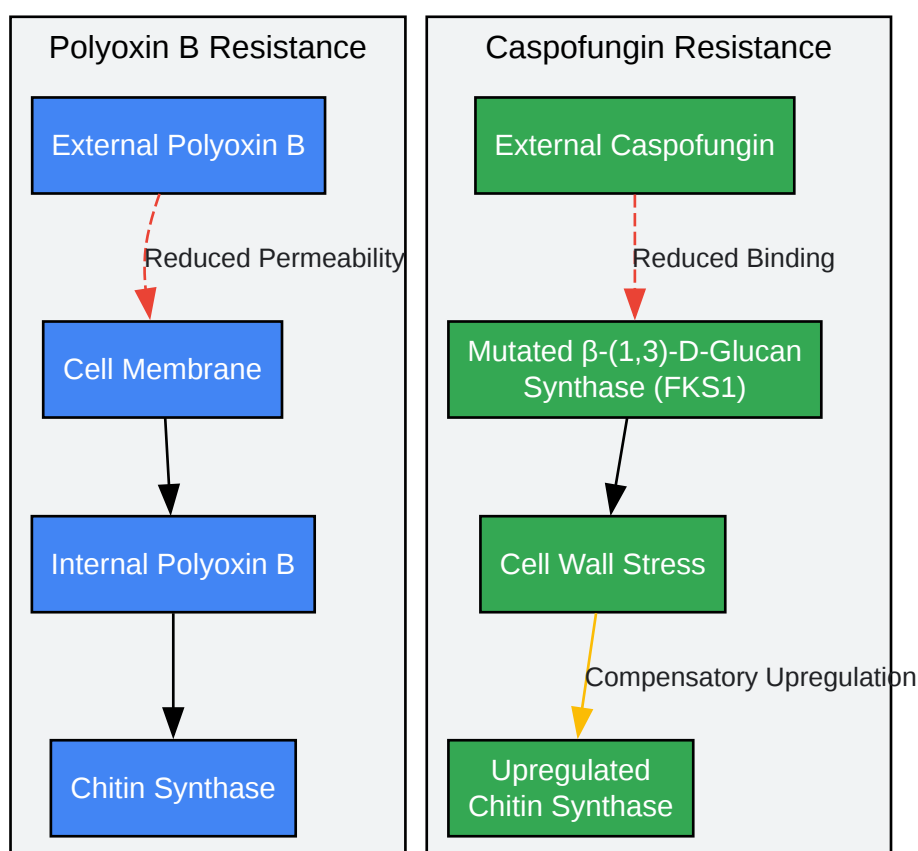 Polyoxin B Resistance
External Polyoxin B
Reduced Permeability
Cell Membrane
Internal Polyoxin B
Chitin Synthase
Caspofungin Resistance
External Caspofungin
Reduced Binding
Mutated β-(1,3)-D-Glucan
Synthase (FKS1)
Cell Wall Stress
Compensatory Upregulation
Upregulated
Chitin Synthase